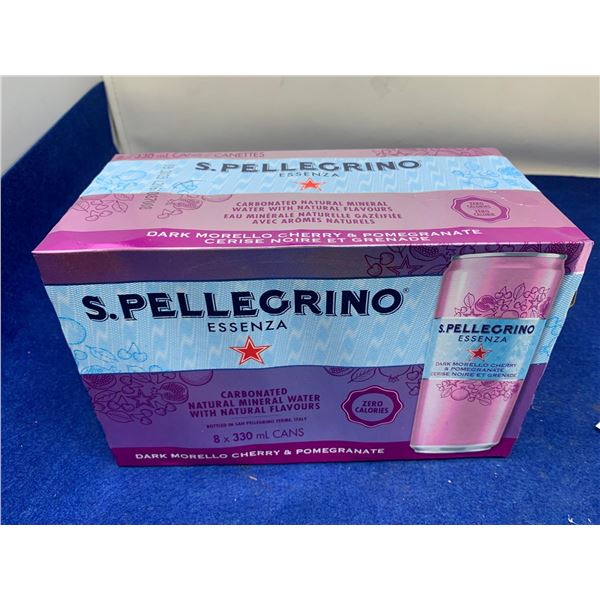 330 mL CANS / CANETTES
S.PELLEGRINO
ESSENZA
CARBONATED NATURAL MINERAL
WATER WITH NATURAL FLAVOURS
EAU MINÉRALE NATURELLE GAZÉIFIÉE
AVEC ARÔMES NATURELS
ZERO
CALORIES
ZÉRO
CALORIE
DARK MORELLO CHERRY & POMEGRANATE
CERISE NOIRE ET GRENADE
S.PELLEGRINO®
ESSENZA
CARBONATED
NATURAL MINERAL WATER
WITH NATURAL FLAVOURS
BOTTLED IN SAN PELLEGRINO TERME, ITALY
8 x 330 mL CANS
ZERO
CALORIES
DARK MORELLO CHERRY & POMEGRANATE
S.PELLEGRINO
ESSENZA
DARK MORELLO CHERRY
& POMEGRANATE
CERISE NOIRE ET GRENADE